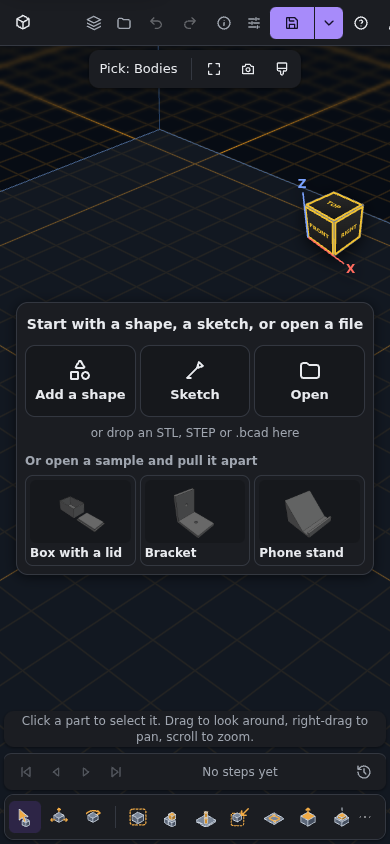 Pick: Bodies
Z
TOP
FRONT
RIGHT
X
Start with a shape, a sketch, or open a file
Add a shape
Sketch
Open
or drop an STL, STEP or .bcad here
Or open a sample and pull it apart
Box with a lid
Bracket
Phone stand
Click a part to select it. Drag to look around, right-drag to
pan, scroll to zoom.
No steps yet